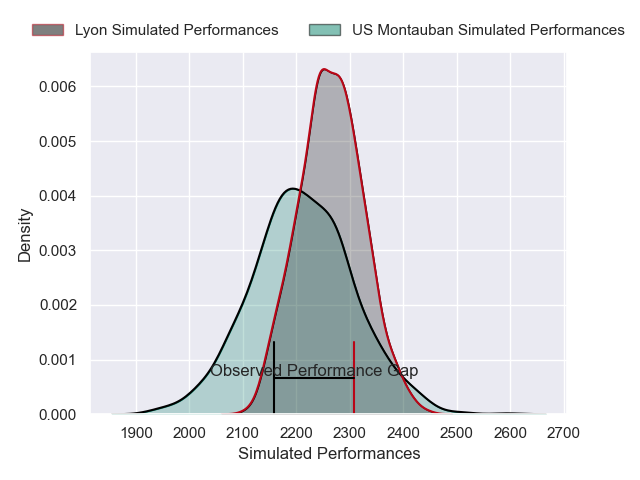 Lyon Simulated Performances
US Montauban Simulated Performances
0.006
0.005
0.004
0.003
0.002
0.001
0.000
Density
Observed Performance Gap
1900 2000 2100 2200 2300 2400 2500 2600 2700
Simulated Performances